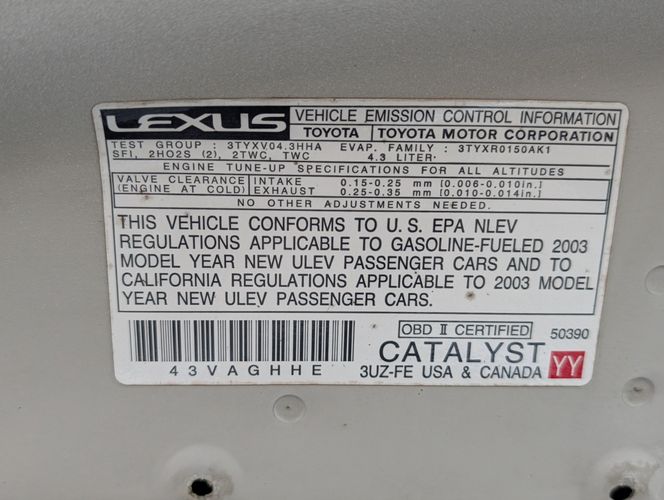 LEXUS VEHICLE EMISSION CONTROL INFORMATION
TOYOTA TOYOTA MOTOR CORPORATION
TEST GROUP : 3TYXV04.3HHA EVAP. FAMILY : 3TYXR0150AK1
SFI, 2HO2S (2), 2TWC, TWC 4.3 LITER
ENGINE TUNE-UP SPECIFICATIONS FOR ALL ALTITUDES
VALVE CLEARANCE INTAKE 0.15-0.25 mm [0.006-0.010in.]
(ENGINE AT COLD) EXHAUST 0.25-0.35 mm [0.010-0.014in.]
NO OTHER ADJUSTMENTS NEEDED.
THIS VEHICLE CONFORMS TO U.S. EPA NLEV
REGULATIONS APPLICABLE TO GASOLINE-FUELED 2003
MODEL YEAR NEW ULEV PASSENGER CARS AND TO
CALIFORNIA REGULATIONS APPLICABLE TO 2003 MODEL
YEAR NEW ULEV PASSENGER CARS.
OBD II CERTIFIED 50390
CATALYST YY
43VAGHHE 3UZ-FE USA & CANADA